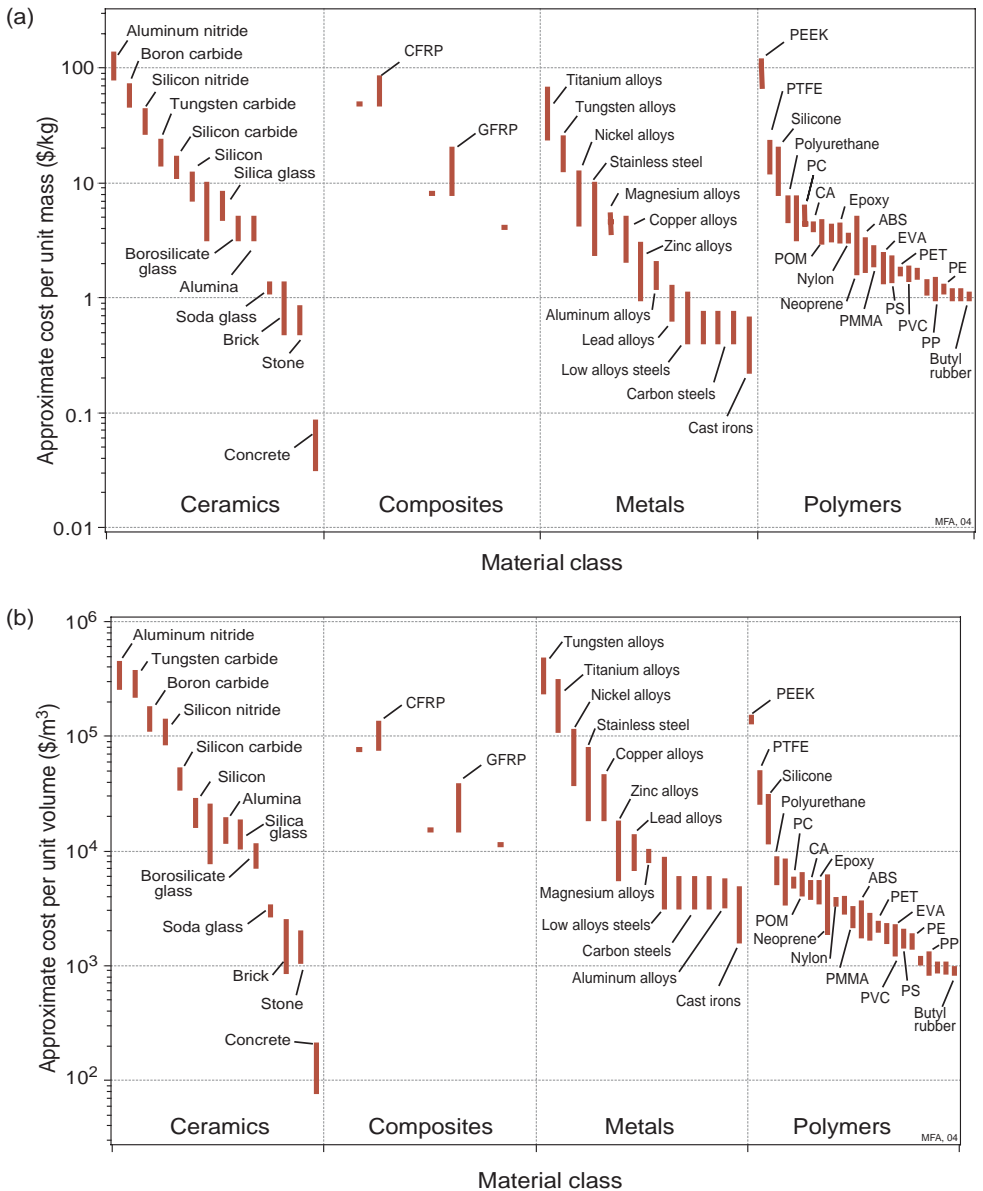 (a)
Approximate cost per unit mass ($/kg)
100
10
1
0.1
0.01
Aluminum nitride
Boron carbide
Silicon nitride
Tungsten carbide
Silicon carbide
Silicon
Silica glass
Borosilicate
glass
Alumina
Soda glass
Brick
Stone
Concrete
CFRP
GFRP
Titanium alloys
Tungsten alloys
Nickel alloys
Stainless steel
Magnesium alloys
Copper alloys
Zinc alloys
Aluminum alloys
Lead alloys
Low alloys steels
Carbon steels
Cast irons
PEEK
PTFE
Silicone
Polyurethane
PC
CA
Epoxy
ABS
EVA
PET
PE
POM
Nylon
Neoprene
PMMA
PS
PVC
PP
Butyl
rubber
Ceramics
Composites
Metals
Polymers
MFA, 04
Material class
(b)
Approximate cost per unit volume ($/m³)
10⁶
10⁵
10⁴
10³
10²
Aluminum nitride
Tungsten carbide
Boron carbide
Silicon nitride
Silicon carbide
Silicon
Alumina
Silica
glass
Borosilicate
glass
Soda glass
Brick
Stone
Concrete
CFRP
GFRP
Tungsten alloys
Titanium alloys
Nickel alloys
Stainless steel
Copper alloys
Zinc alloys
Lead alloys
Magnesium alloys
Low alloys steels
Carbon steels
Aluminum alloys
Cast irons
PEEK
PTFE
Silicone
Polyurethane
PC
CA
Epoxy
ABS
PET
EVA
PE
PP
POM
Neoprene
Nylon
PMMA
PVC
PS
Butyl
rubber
Ceramics
Composites
Metals
Polymers
MFA, 04
Material class